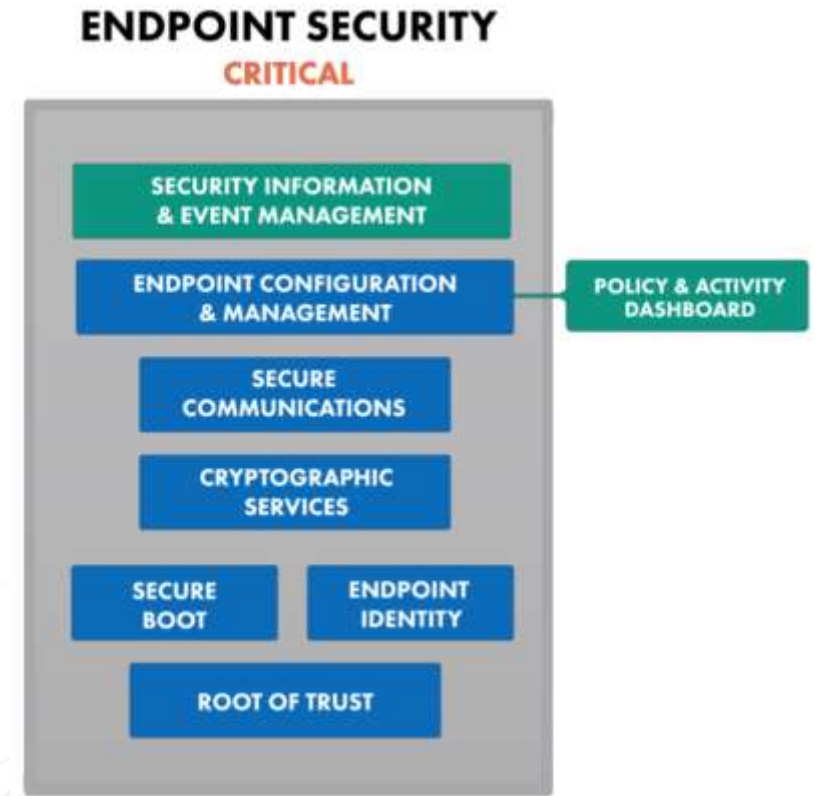 ENDPOINT SECURITY
CRITICAL
SECURITY INFORMATION
& EVENT MANAGEMENT
ENDPOINT CONFIGURATION
& MANAGEMENT
POLICY & ACTIVITY
DASHBOARD
SECURE
COMMUNICATIONS
CRYPTOGRAPHIC
SERVICES
SECURE
BOOT
ENDPOINT
IDENTITY
ROOT OF TRUST